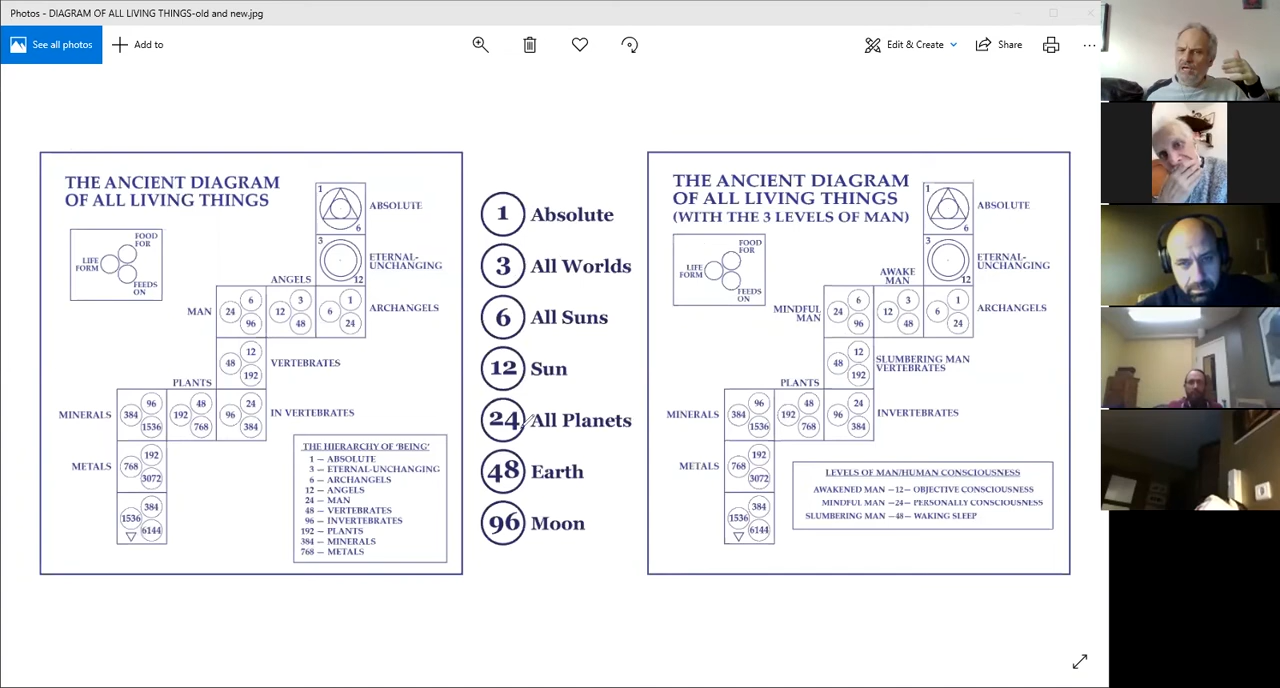 Photos - DIAGRAM OF ALL LIVING THINGS-old and new.jpg
See all photos
Add to
Edit & Create
Share
THE ANCIENT DIAGRAM
OF ALL LIVING THINGS
FOOD
FOR
LIFE
FORM
FEEDS
ON
1
6
ABSOLUTE
3
12
ETERNAL-
UNCHANGING
ANGELS
MAN
24 6 96
12 3 48
6 1 24
ARCHANGELS
48 12 192
VERTEBRATES
PLANTS
MINERALS
384 96 1536
192 48 768
96 24 384
IN VERTEBRATES
METALS
768 192 3072
1536 384 6144
THE HIERARCHY OF 'BEING'
1 — ABSOLUTE
3 — ETERNAL-UNCHANGING
6 — ARCHANGELS
12 — ANGELS
24 — MAN
48 — VERTEBRATES
96 — INVERTEBRATES
192 — PLANTS
384 — MINERALS
768 — METALS
1 Absolute
3 All Worlds
6 All Suns
12 Sun
24 All Planets
48 Earth
96 Moon
THE ANCIENT DIAGRAM
OF ALL LIVING THINGS
(WITH THE 3 LEVELS OF MAN)
FOOD
FOR
LIFE
FORM
FEEDS
ON
1
6
ABSOLUTE
3
12
ETERNAL-
UNCHANGING
AWAKE
MAN
MINDFUL
MAN
24 6 96
12 3 48
6 1 24
ARCHANGELS
48 12 192
SLUMBERING MAN
VERTEBRATES
PLANTS
MINERALS
384 96 1536
192 48 768
96 24 384
INVERTEBRATES
METALS
768 192 3072
1536 384 6144
LEVELS OF MAN/HUMAN CONSCIOUSNESS
AWAKENED MAN —12— OBJECTIVE CONSCIOUSNESS
MINDFUL MAN —24— PERSONALLY CONSCIOUSNESS
SLUMBERING MAN —48— WAKING SLEEP